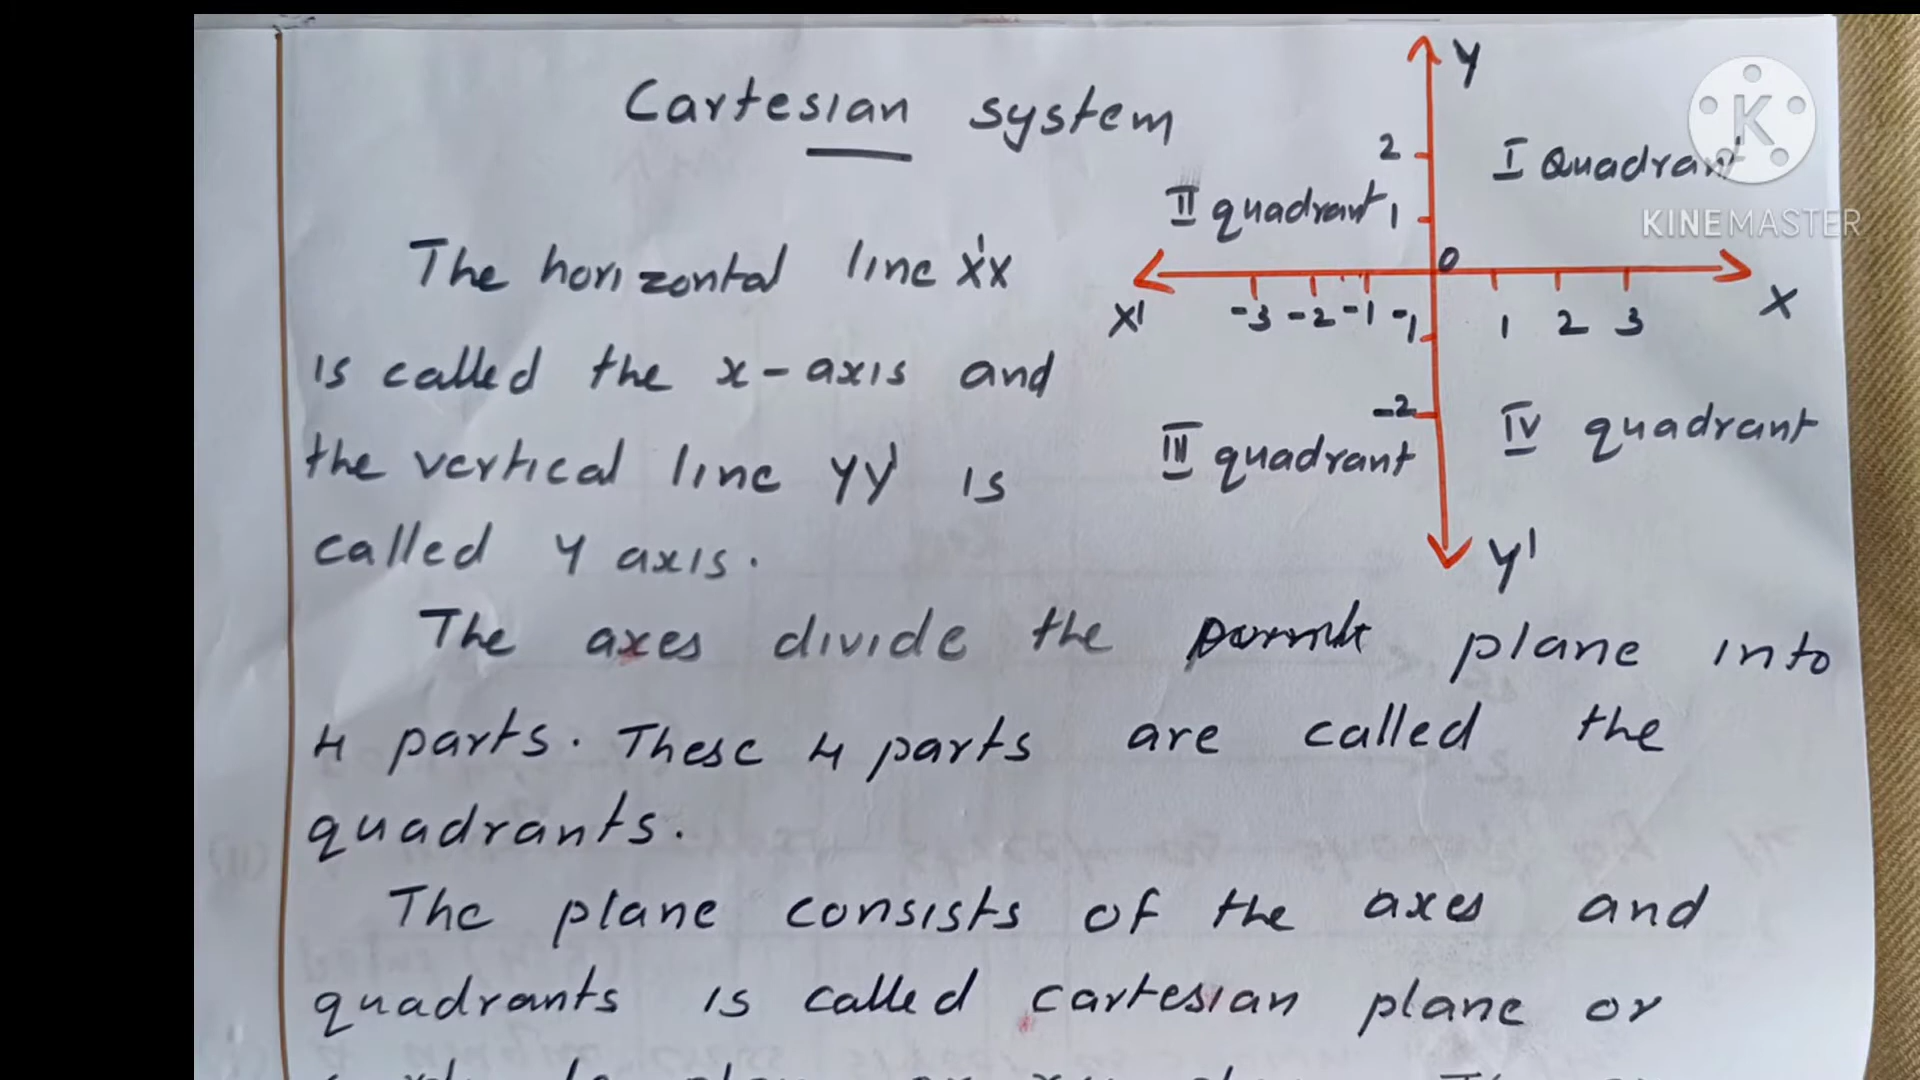 Cartesian system
Y
2
I Quadrant
II quadrant
1
KINEMASTER
The horizontal line X'X
0
X'
-3 -2 -1 -1 1 2 3
X
is called the x-axis and
-2
IV quadrant
III quadrant
the vertical line YY' is
called Y axis.
Y'
The axes divide the plane into
4 parts. These 4 parts are called the
quadrants.
The plane consists of the axes and
quadrants is called cartesian plane or